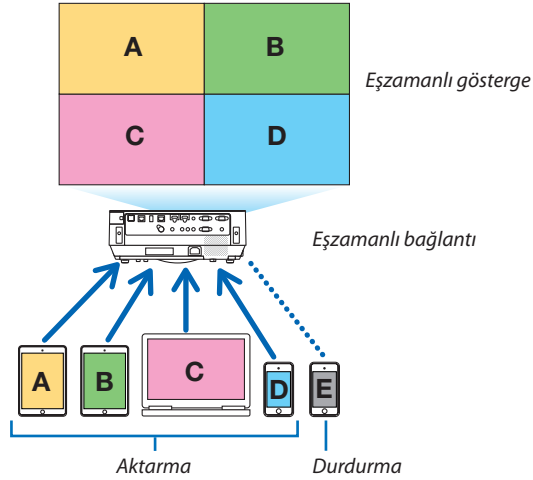 A
B
Eşzamanlı gösterge
C
D
Eşzamanlı bağlantı
A
B
C
D
E
Aktarma
Durdurma